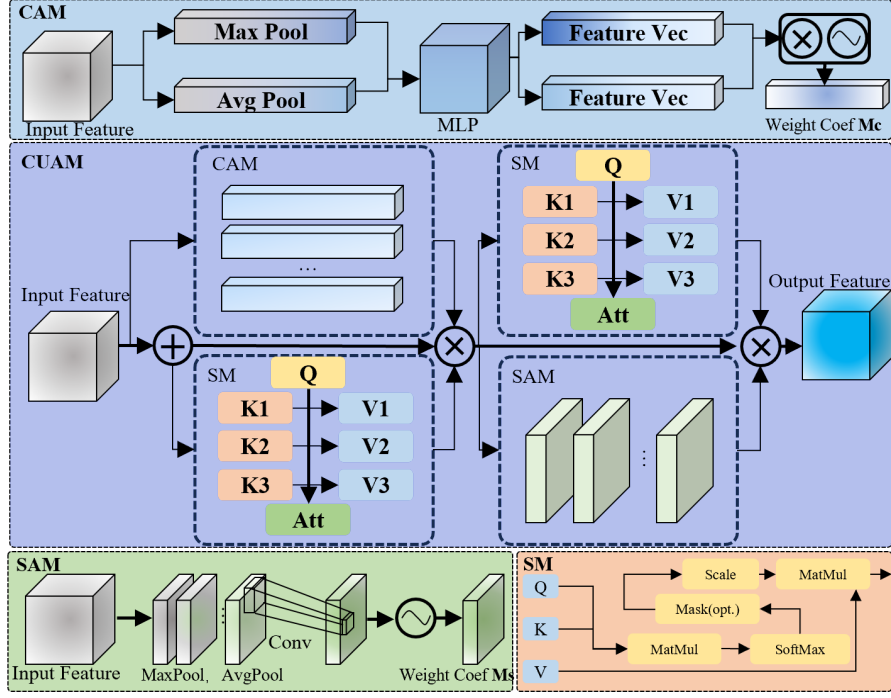 CAM
Max Pool
Feature Vec
Avg Pool
Feature Vec
Input Feature
MLP
Weight Coef Mc
CUAM
CAM
...
SM
Q
K1
V1
K2
V2
K3
V3
Att
Input Feature
Output Feature
SM
Q
K1
V1
K2
V2
K3
V3
Att
SAM
...
SAM
...
Conv
Input Feature
MaxPool,
AvgPool
Weight Coef Ms
SM
Q
K
V
Scale
MatMul
Mask(opt.)
MatMul
SoftMax